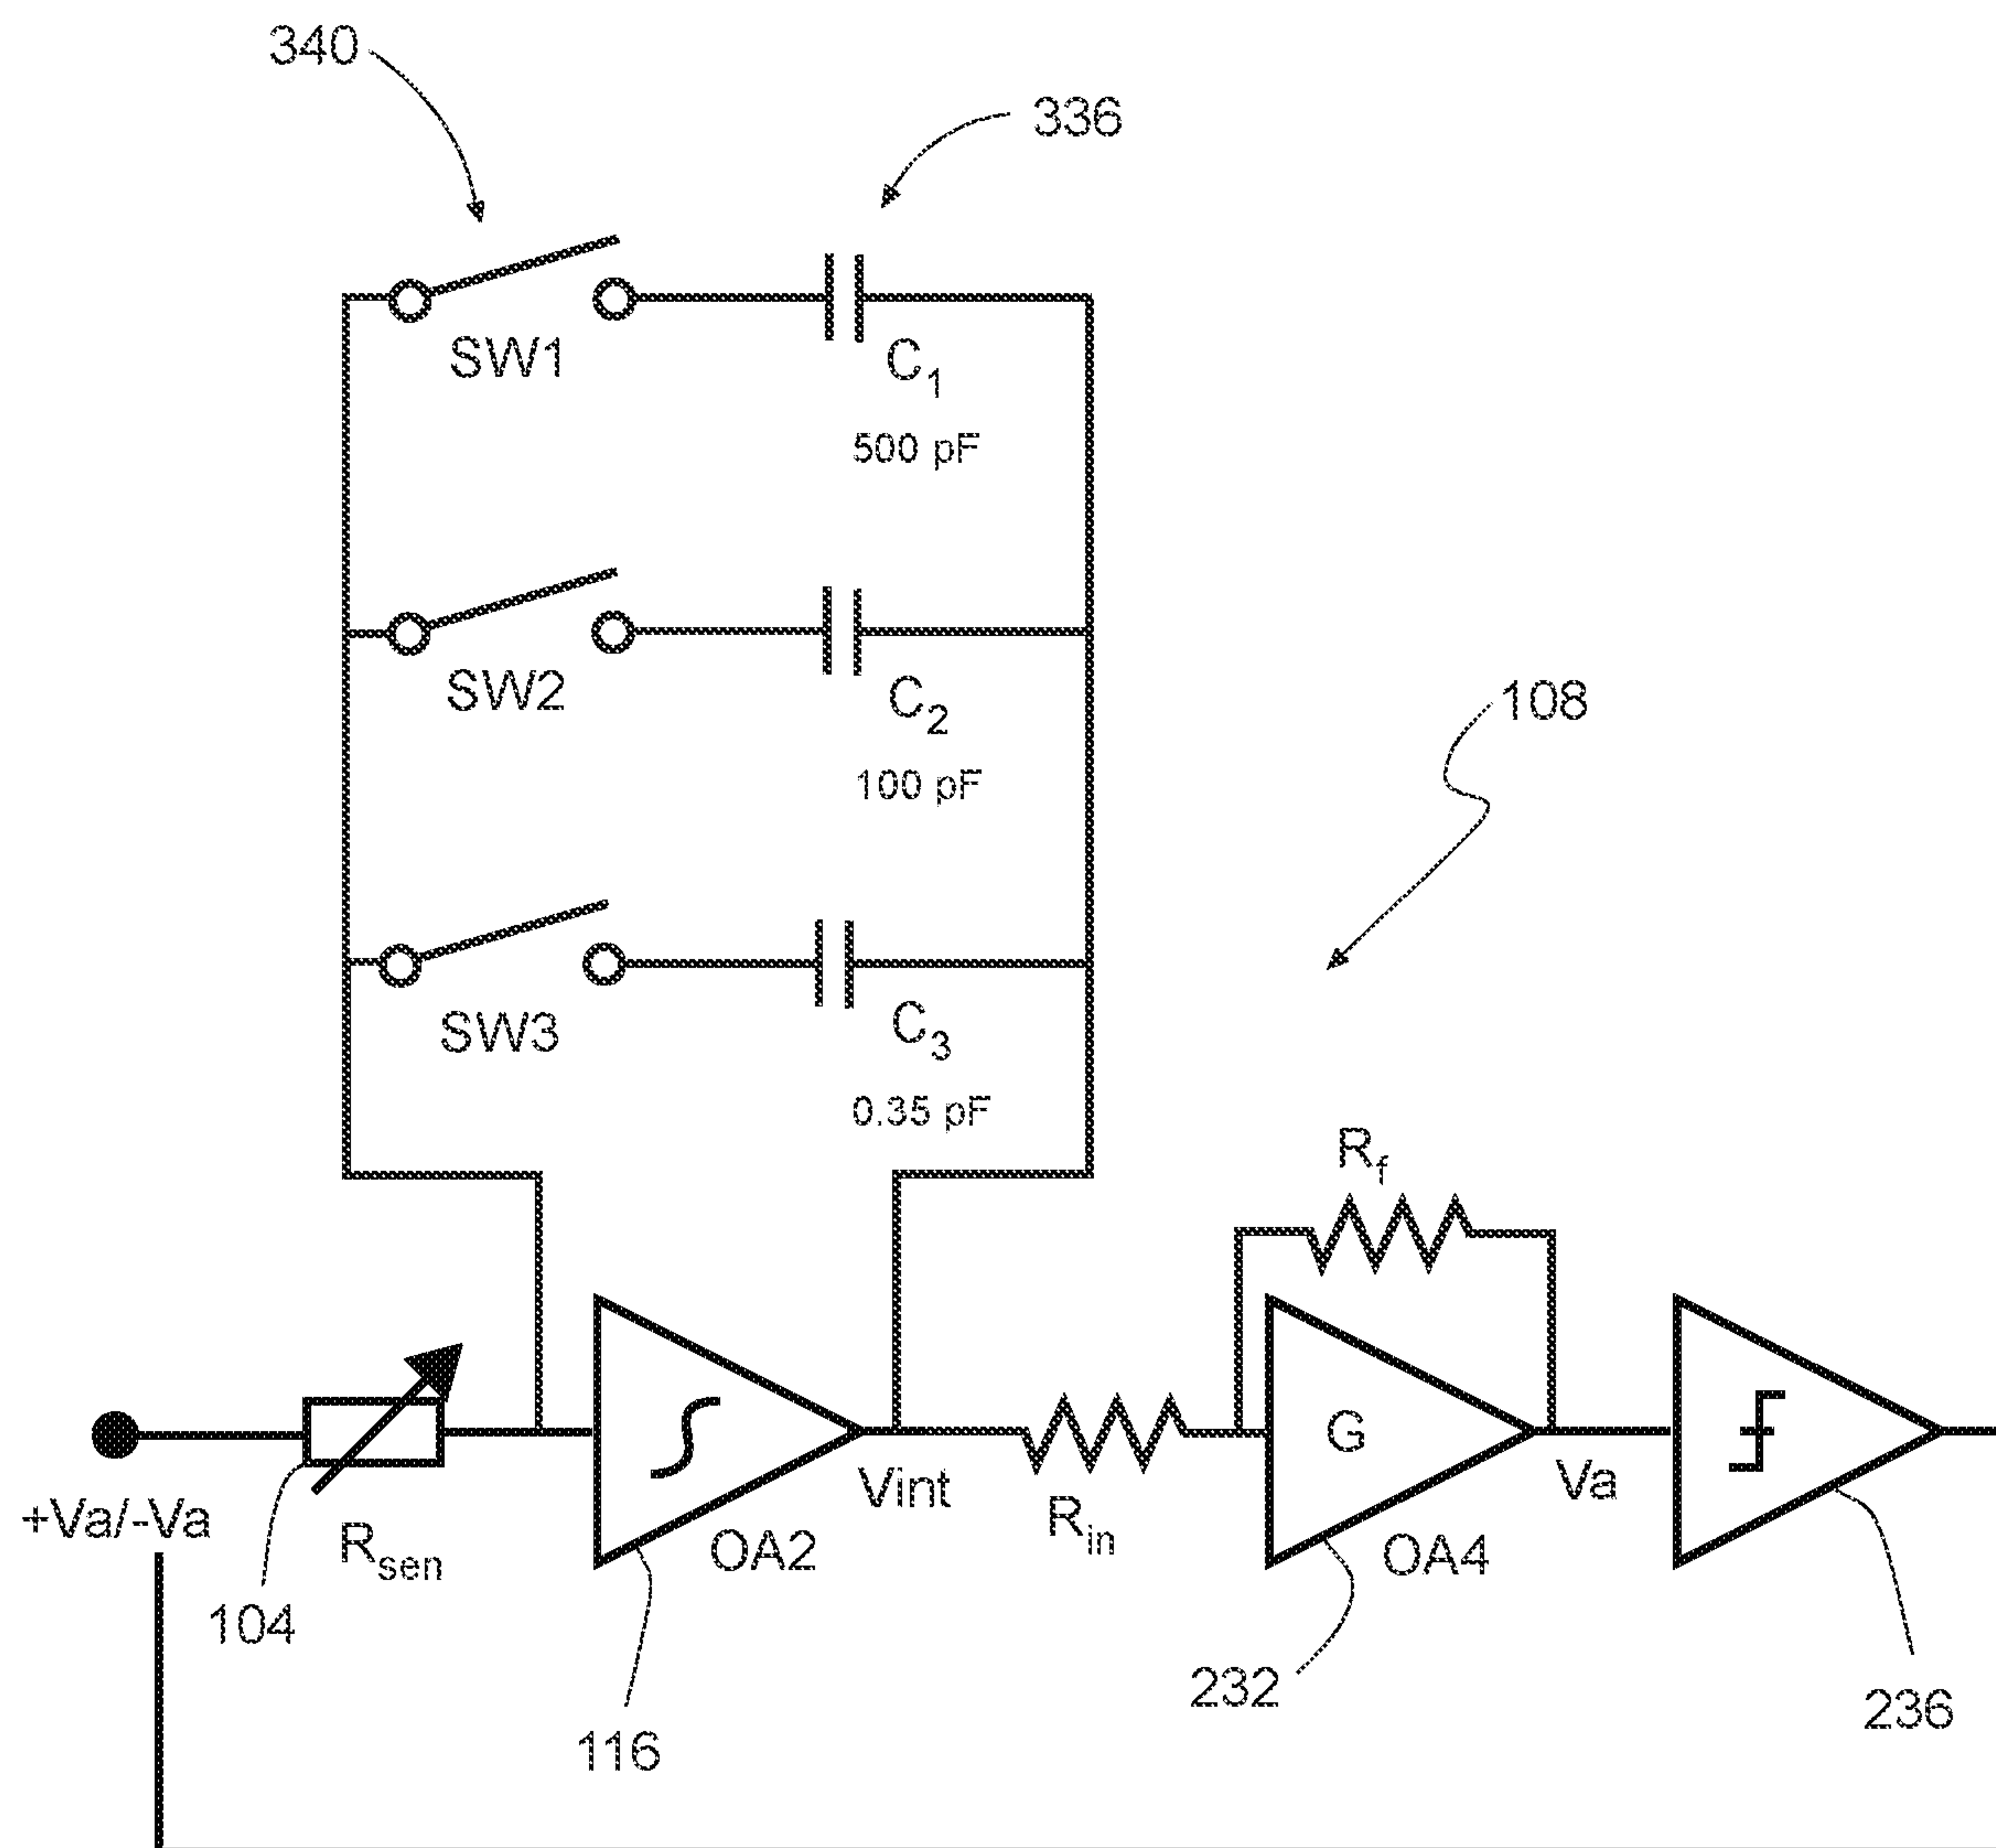 340
336
SW1
C1
500 pF
SW2
C2
100 pF
108
SW3
C3
0.35 pF
Rf
G
+Va/-Va
Rsen
OA2
Vint
Rin
OA4
Va
104
116
232
236